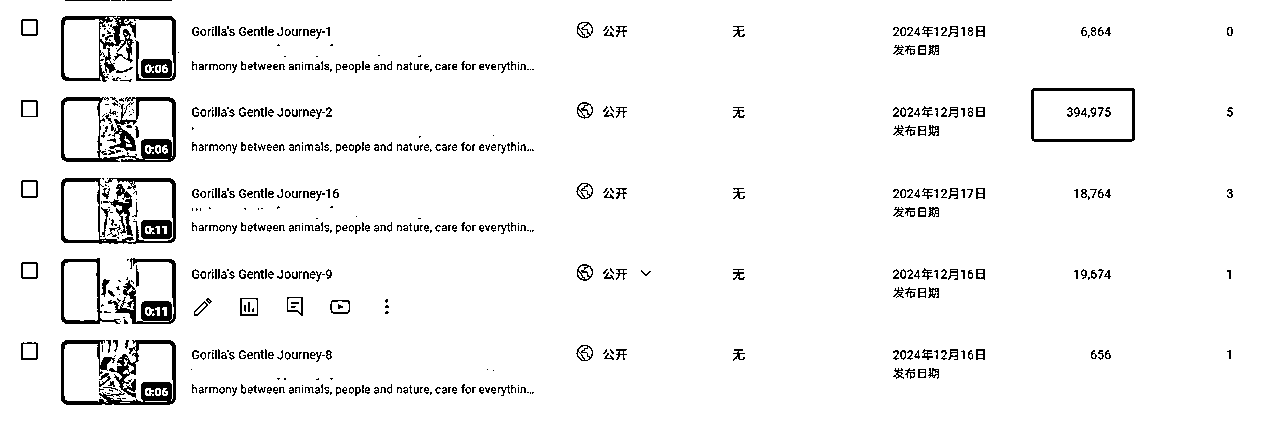 Gorilla's Gentle Journey-1 公开 无 2024年12月18日 6,864 0
发布日期
0:06 harmony between animals, people and nature, care for everythin...
Gorilla's Gentle Journey-2 公开 无 2024年12月18日 394,975 5
发布日期
0:06 harmony between animals, people and nature, care for everythin...
Gorilla's Gentle Journey-16 公开 无 2024年12月17日 18,764 3
发布日期
0:11 harmony between animals, people and nature, care for everythin...
Gorilla's Gentle Journey-9 公开 无 2024年12月16日 19,674 1
发布日期
0:11
Gorilla's Gentle Journey-8 公开 无 2024年12月16日 656 1
发布日期
0:06 harmony between animals, people and nature, care for everythin...